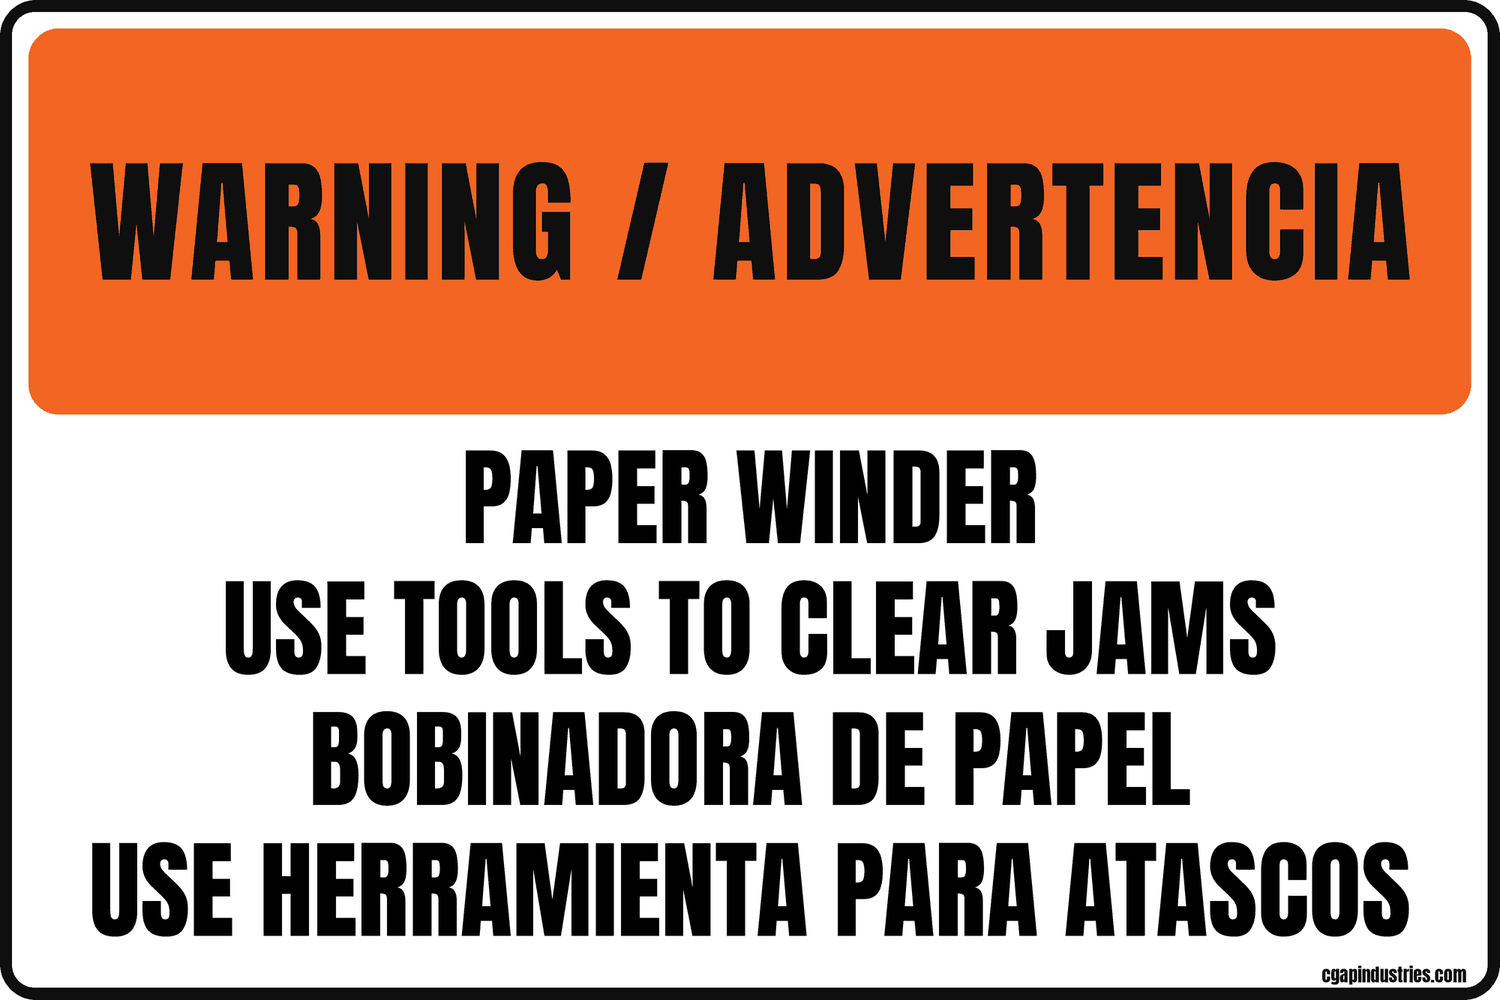 WARNING / ADVERTENCIA
PAPER WINDER
USE TOOLS TO CLEAR JAMS
BOBINADORA DE PAPEL
USE HERRAMIENTA PARA ATASCOS
cgapindustries.com